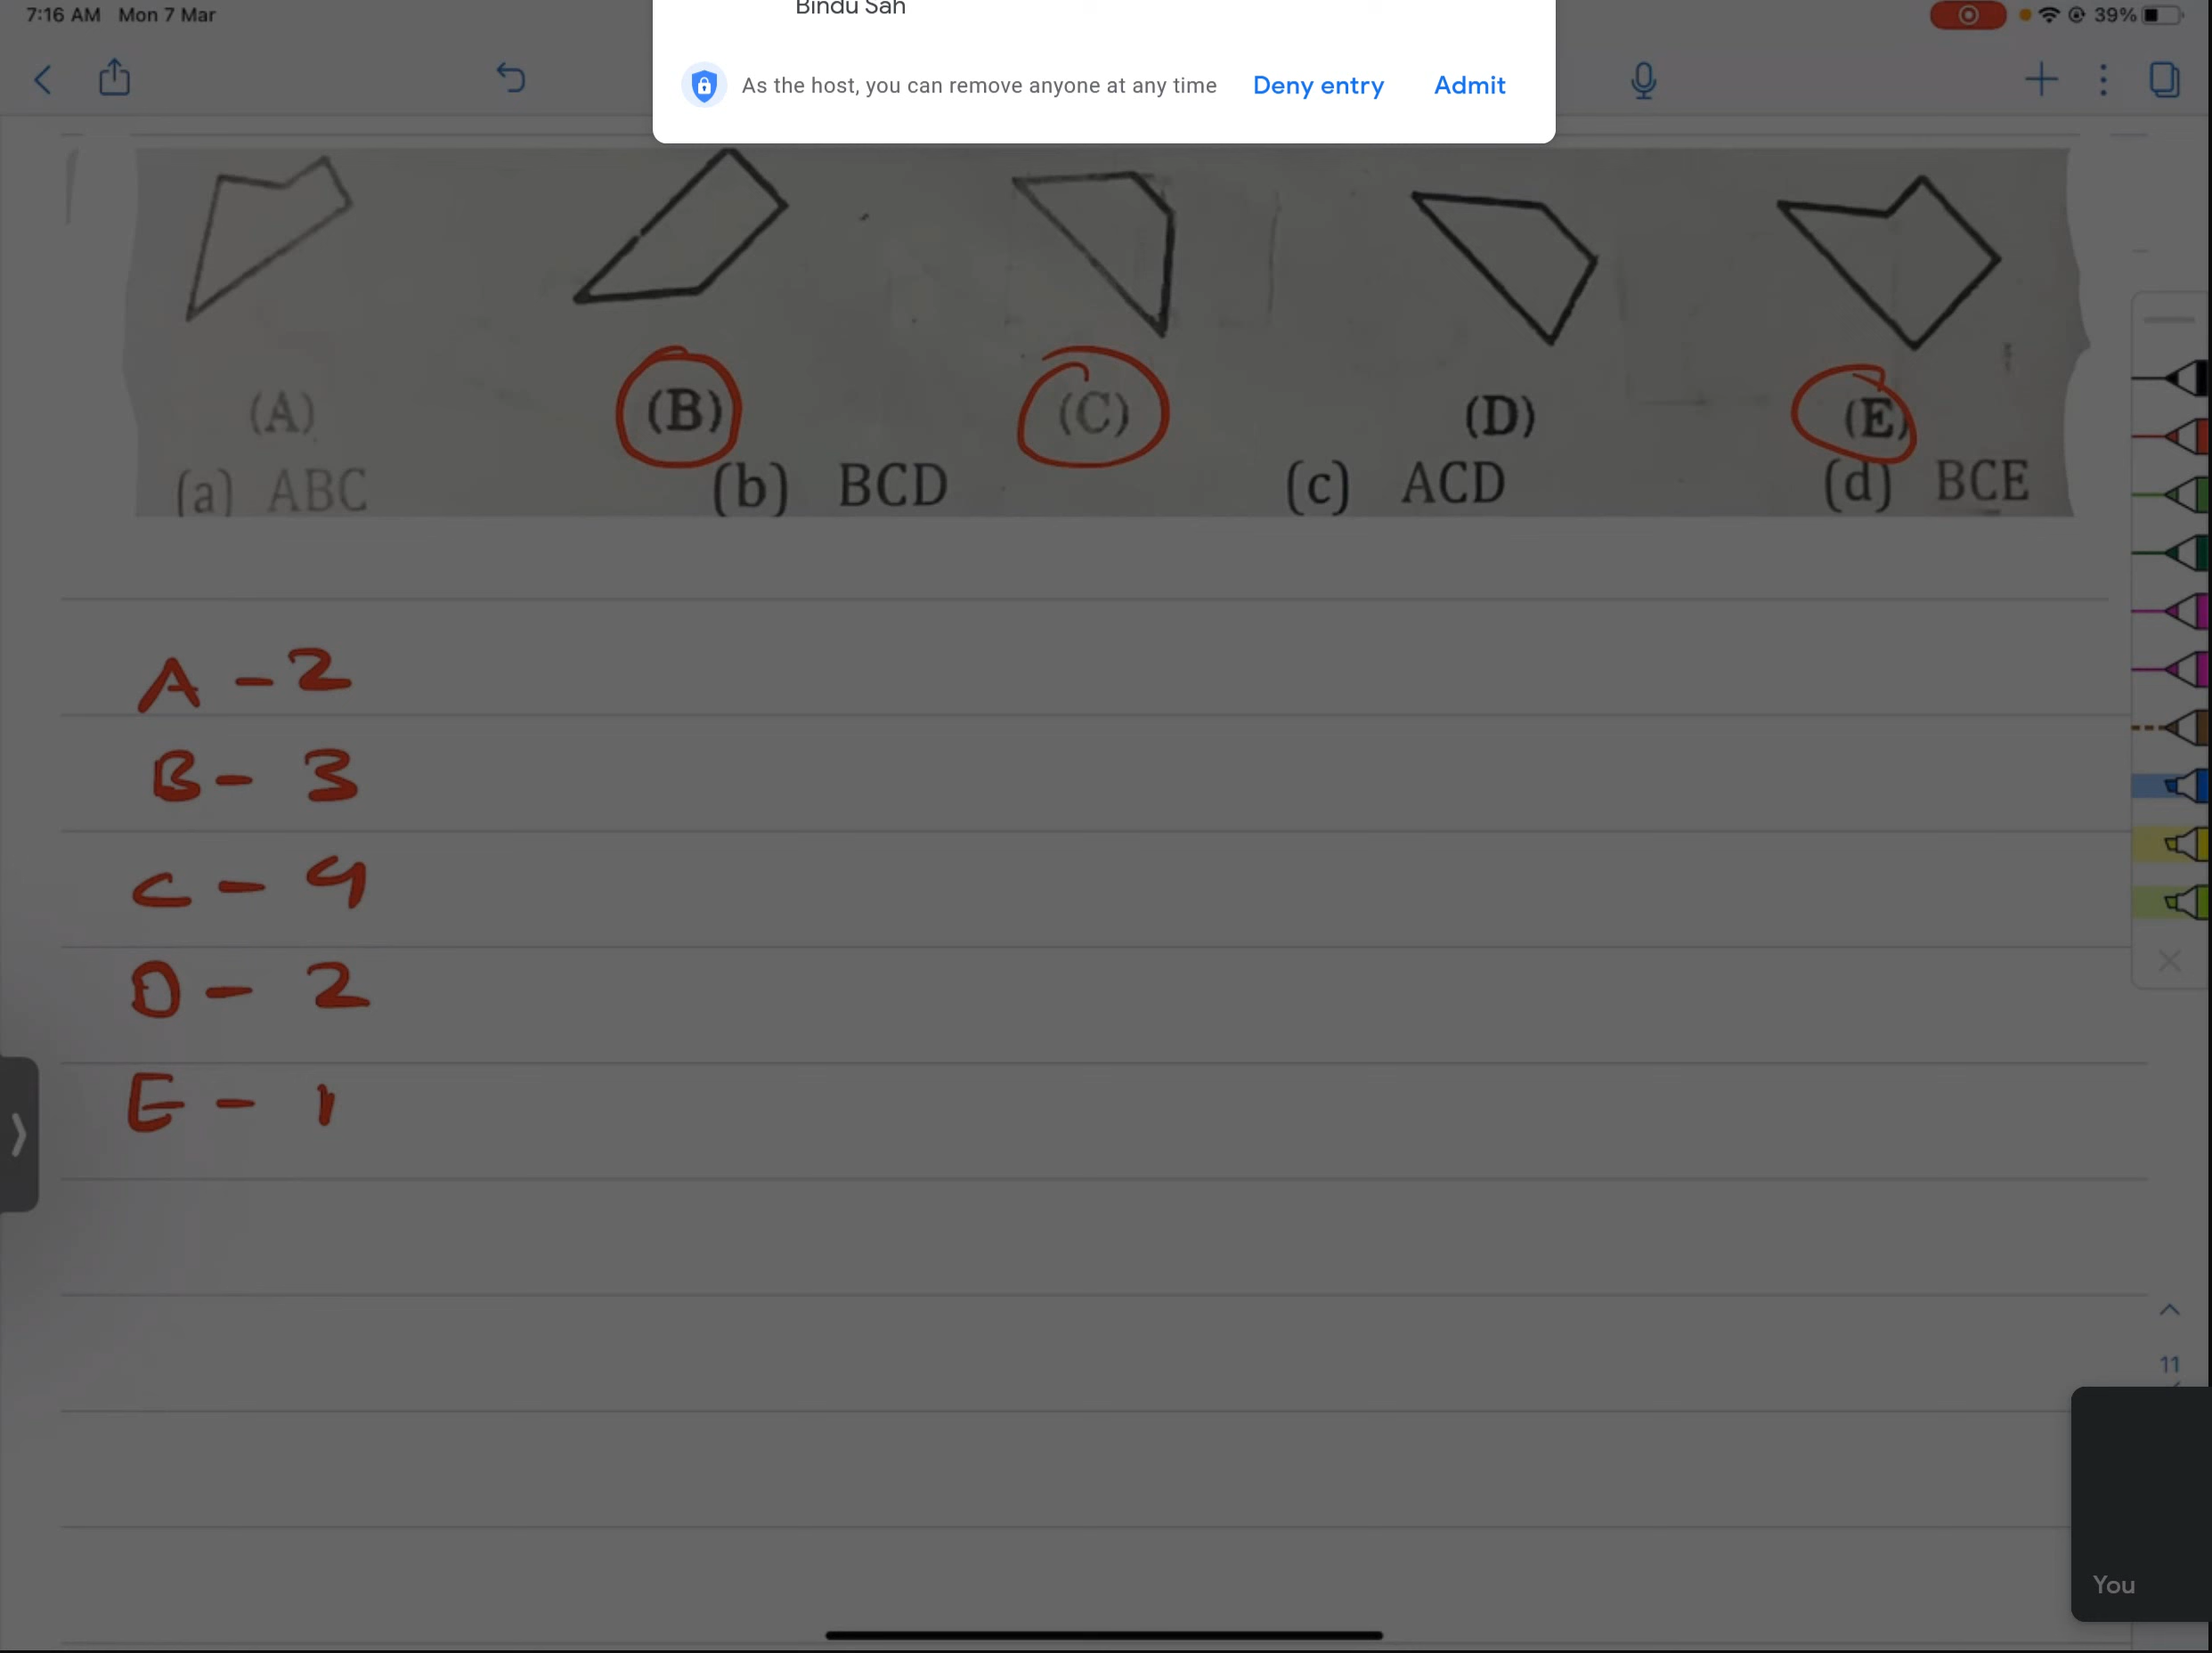 7:16 AM Mon 7 Mar
39%
Bindu Sah
As the host, you can remove anyone at any time Deny entry Admit
(A) (B) (C) (D) (E)
(a) ABC (b) BCD (c) ACD (d) BCE
A - 2
B - 3
C - 4
D - 2
E - 1
11
You